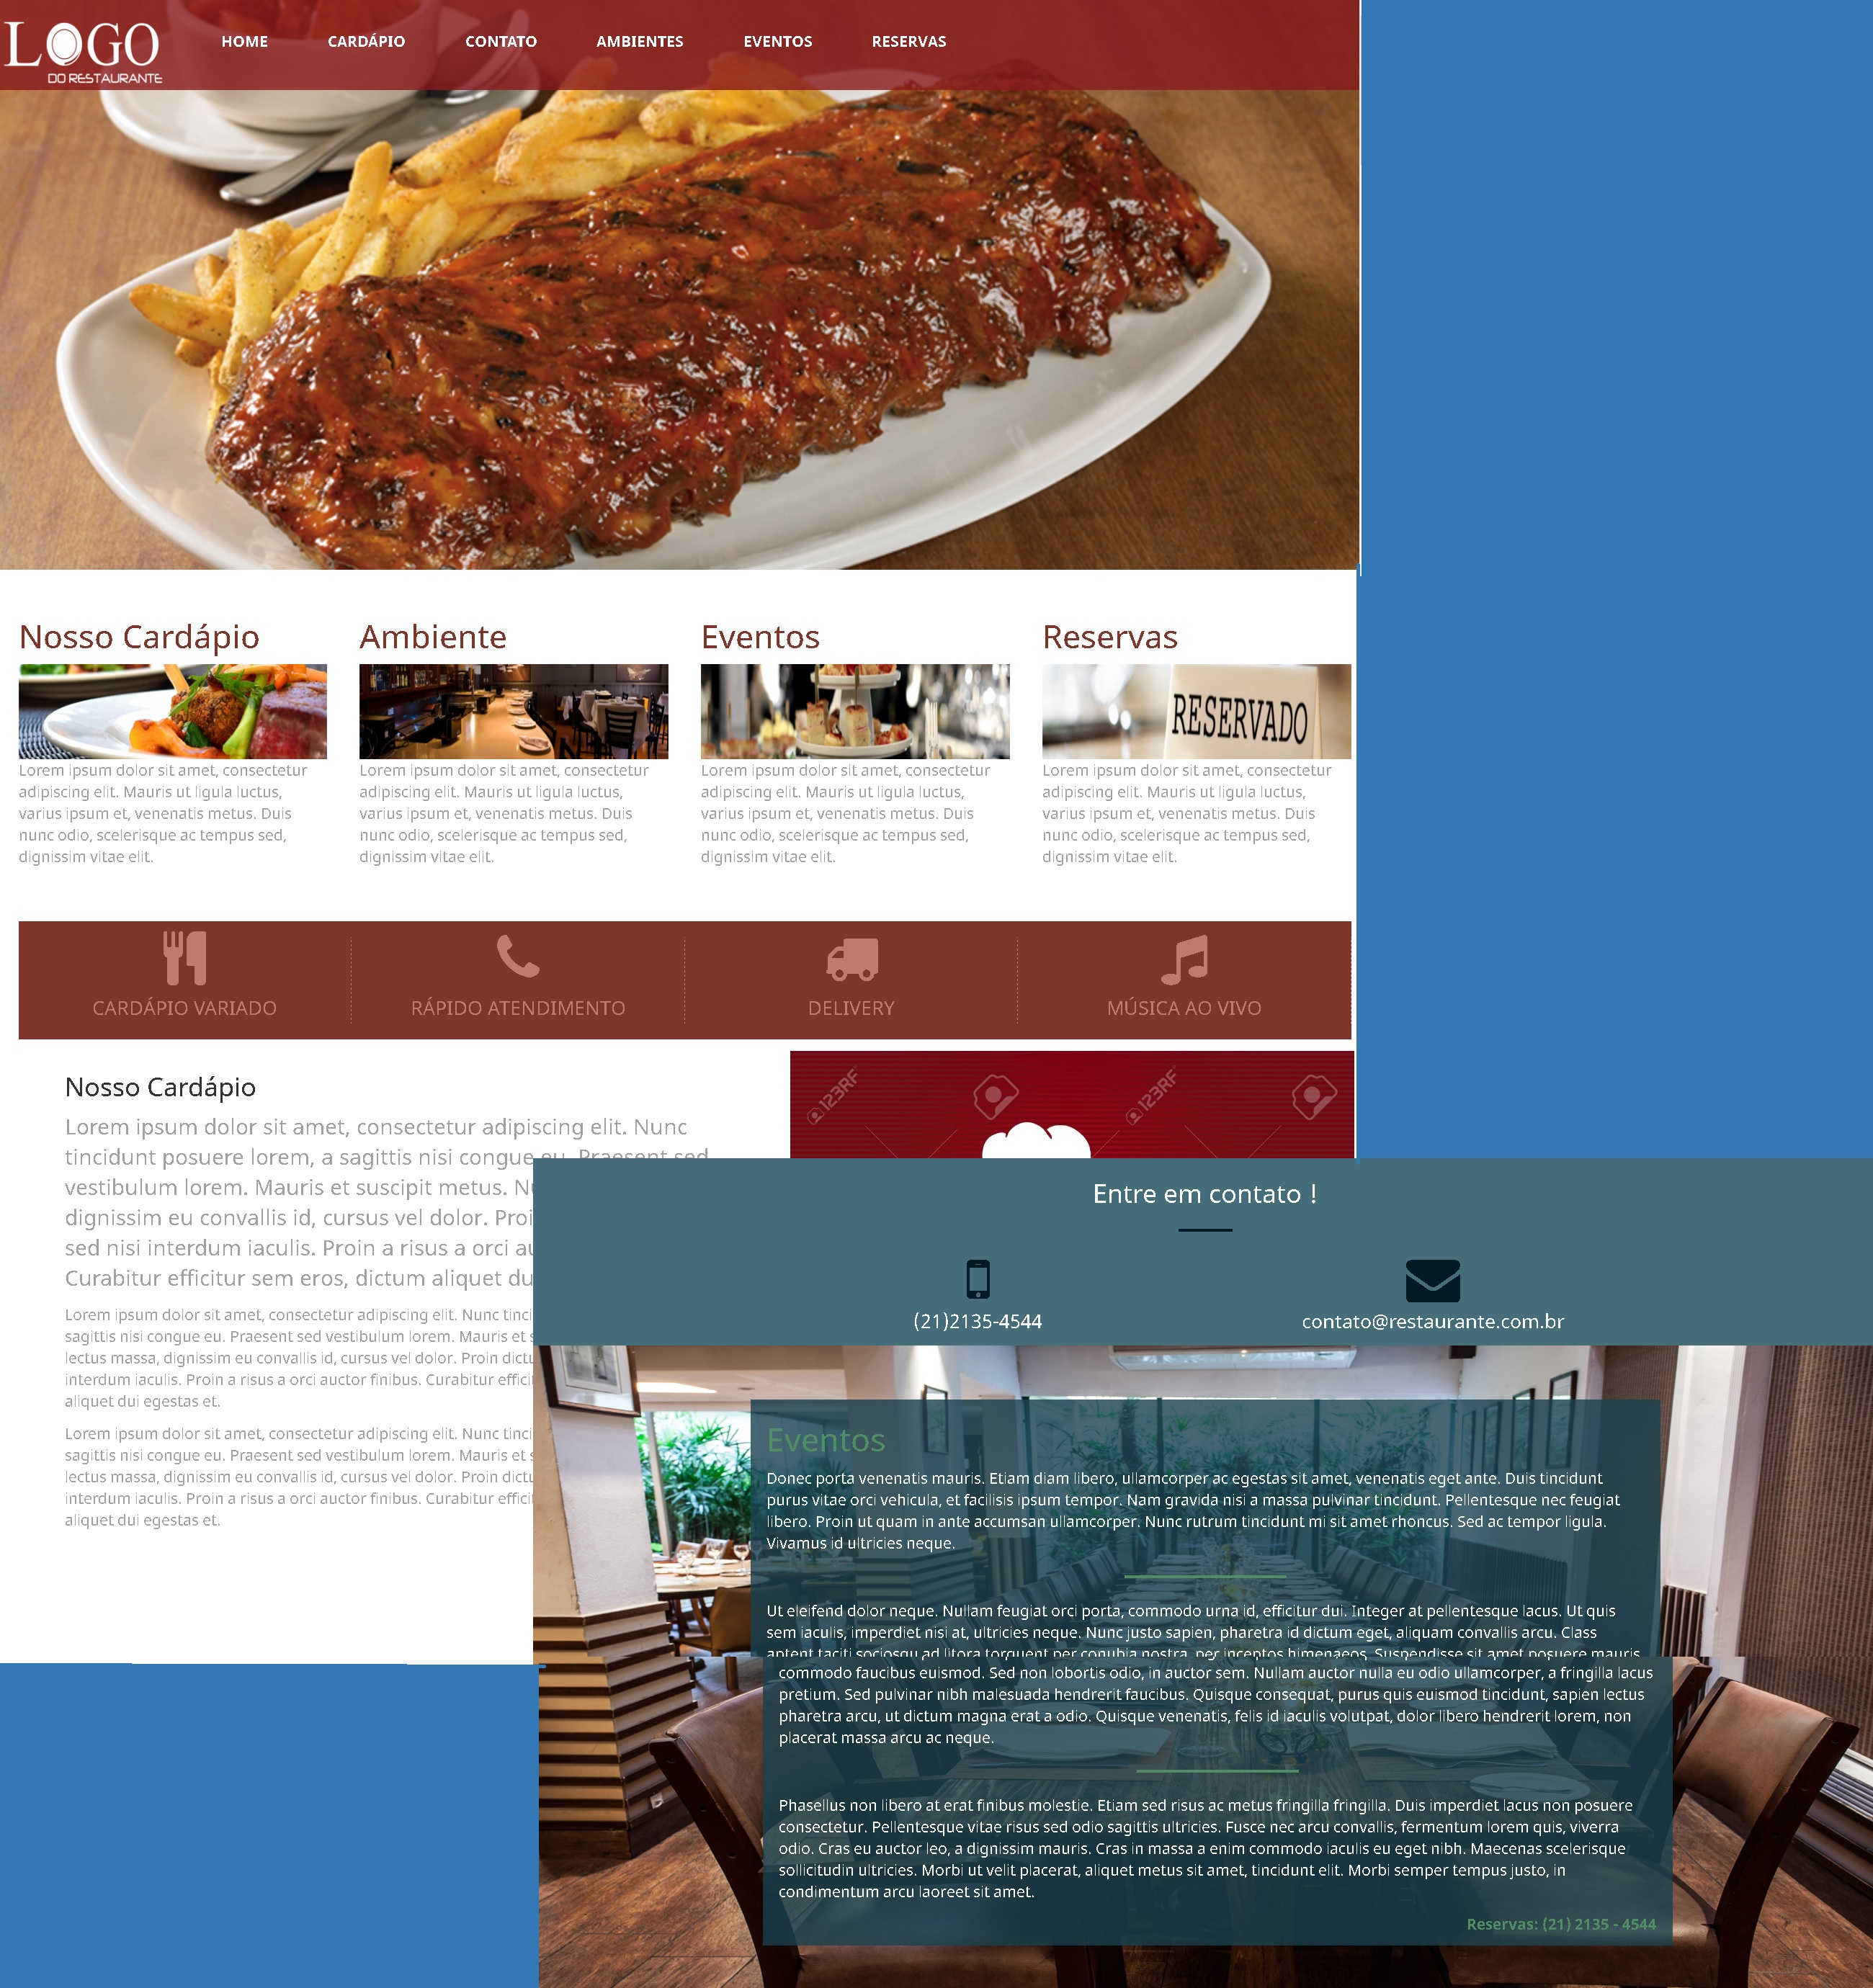 LOGO
DO RESTAURANTE
HOME CARDÁPIO CONTATO AMBIENTES EVENTOS RESERVAS
Nosso Cardápio
Lorem ipsum dolor sit amet, consectetur
adipiscing elit. Mauris ut ligula luctus,
varius ipsum et, venenatis metus. Duis
nunc odio, scelerisque ac tempus sed,
dignissim vitae elit.
Ambiente
Lorem ipsum dolor sit amet, consectetur
adipiscing elit. Mauris ut ligula luctus,
varius ipsum et, venenatis metus. Duis
nunc odio, scelerisque ac tempus sed,
dignissim vitae elit.
Eventos
Lorem ipsum dolor sit amet, consectetur
adipiscing elit. Mauris ut ligula luctus,
varius ipsum et, venenatis metus. Duis
nunc odio, scelerisque ac tempus sed,
dignissim vitae elit.
Reservas
RESERVADO
Lorem ipsum dolor sit amet, consectetur
adipiscing elit. Mauris ut ligula luctus,
varius ipsum et, venenatis metus. Duis
nunc odio, scelerisque ac tempus sed,
dignissim vitae elit.
CARDÁPIO VARIADO
RÁPIDO ATENDIMENTO
DELIVERY
MÚSICA AO VIVO
Nosso Cardápio
Lorem ipsum dolor sit amet, consectetur adipiscing elit. Nunc
tincidunt posuere lorem, a sagittis nisi congue eu. Praesent sed
vestibulum lorem. Mauris et suscipit metus.
dignissim eu convallis id, cursus vel dolor.
sed nisi interdum iaculis. Proin a risus a orci
Curabitur efficitur sem eros, dictum aliquet
Lorem ipsum dolor sit amet, consectetur adipiscing elit. Nunc
sagittis nisi congue eu. Praesent sed vestibulum lorem. Mauris et
lectus massa, dignissim eu convallis id, cursus vel dolor. Proin
interdum iaculis. Proin a risus a orci auctor finibus. Curabitur
aliquet dui egestas et.
Lorem ipsum dolor sit amet, consectetur adipiscing elit. Nunc
sagittis nisi congue eu. Praesent sed vestibulum lorem. Mauris et
lectus massa, dignissim eu convallis id, cursus vel dolor. Proin
interdum iaculis. Proin a risus a orci auctor finibus. Curabitur
aliquet dui egestas et.
123RF
123RF
Entre em contato !
(21)2135-4544
contato@restaurante.com.br
Eventos
Donec porta venenatis mauris. Etiam diam libero, ullamcorper ac egestas sit amet, venenatis eget ante. Duis tincidunt
purus vitae orci vehicula, et facilisis ipsum tempor. Nam gravida nisi a massa pulvinar tincidunt. Pellentesque nec feugiat
libero. Proin ut quam in ante accumsan ullamcorper. Nunc rutrum tincidunt mi sit amet rhoncus. Sed ac tempor ligula.
Vivamus id ultricies neque.
Ut eleifend dolor neque. Nullam feugiat orci porta, commodo urna id, efficitur dui. Integer at pellentesque lacus. Ut quis
sem iaculis, imperdiet nisi at, ultricies neque. Nunc justo sapien, pharetra id dictum eget, aliquam convallis arcu. Class
aptent taciti sociosqu ad litora torquent per conubia nostra, per inceptos himenaeos. Suspendisse sit amet posuere mauris
commodo faucibus euismod. Sed non lobortis odio, in auctor sem. Nullam auctor nulla eu odio ullamcorper, a fringilla lacus
pretium. Sed pulvinar nibh malesuada hendrerit faucibus. Quisque consequat, purus quis euismod tincidunt, sapien lectus
pharetra arcu, ut dictum magna erat a odio. Quisque venenatis, felis id iaculis volutpat, dolor libero hendrerit lorem, non
placerat massa arcu ac neque.
Phasellus non libero at erat finibus molestie. Etiam sed risus ac metus fringilla fringilla. Duis imperdiet lacus non posuere
consectetur. Pellentesque vitae risus sed odio sagittis ultricies. Fusce nec arcu convallis, fermentum lorem quis, viverra
odio. Cras eu auctor leo, a dignissim mauris. Cras in massa a enim commodo iaculis eu eget nibh. Maecenas scelerisque
sollicitudin ultricies. Morbi ut velit placerat, aliquet metus sit amet, tincidunt elit. Morbi semper tempus justo, in
condimentum arcu laoreet sit amet.
Reservas: (21) 2135 - 4544